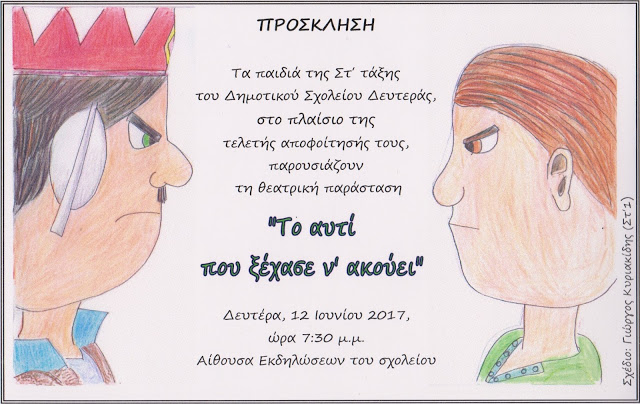 ΠΡΟΣΚΛΗΣΗ
Τα παιδιά της Στ΄ τάξης
του Δημοτικού Σχολείου Δευτεράς,
στο πλαίσιο της
τελετής αποφοίτησής τους,
παρουσιάζουν
τη θεατρική παράσταση
"Το αυτί
που ξέχασε ν' ακούει"
Δευτέρα, 12 Ιουνίου 2017,
ώρα 7:30 μ.μ.
Αίθουσα Εκδηλώσεων του σχολείου
Σχέδιο: Γιώργος Κυριακίδης (Στ΄1)